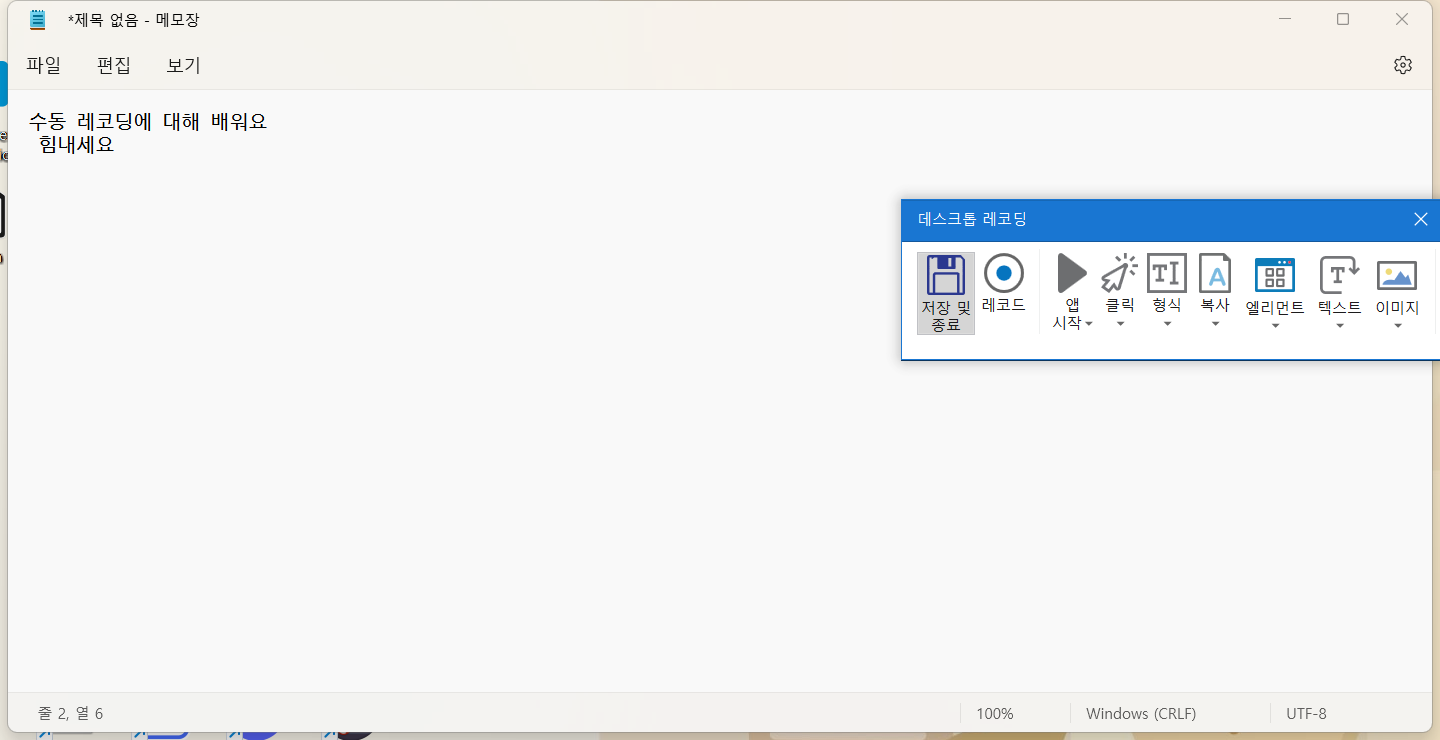 *제목 없음 - 메모장
파일 편집 보기
수동 레코딩에 대해 배워요
힘내세요
데스크톱 레코딩
저장 및 종료
레코드
앱 시작
클릭
형식
복사
엘리먼트
텍스트
이미지
줄 2, 열 6
100%
Windows (CRLF)
UTF-8